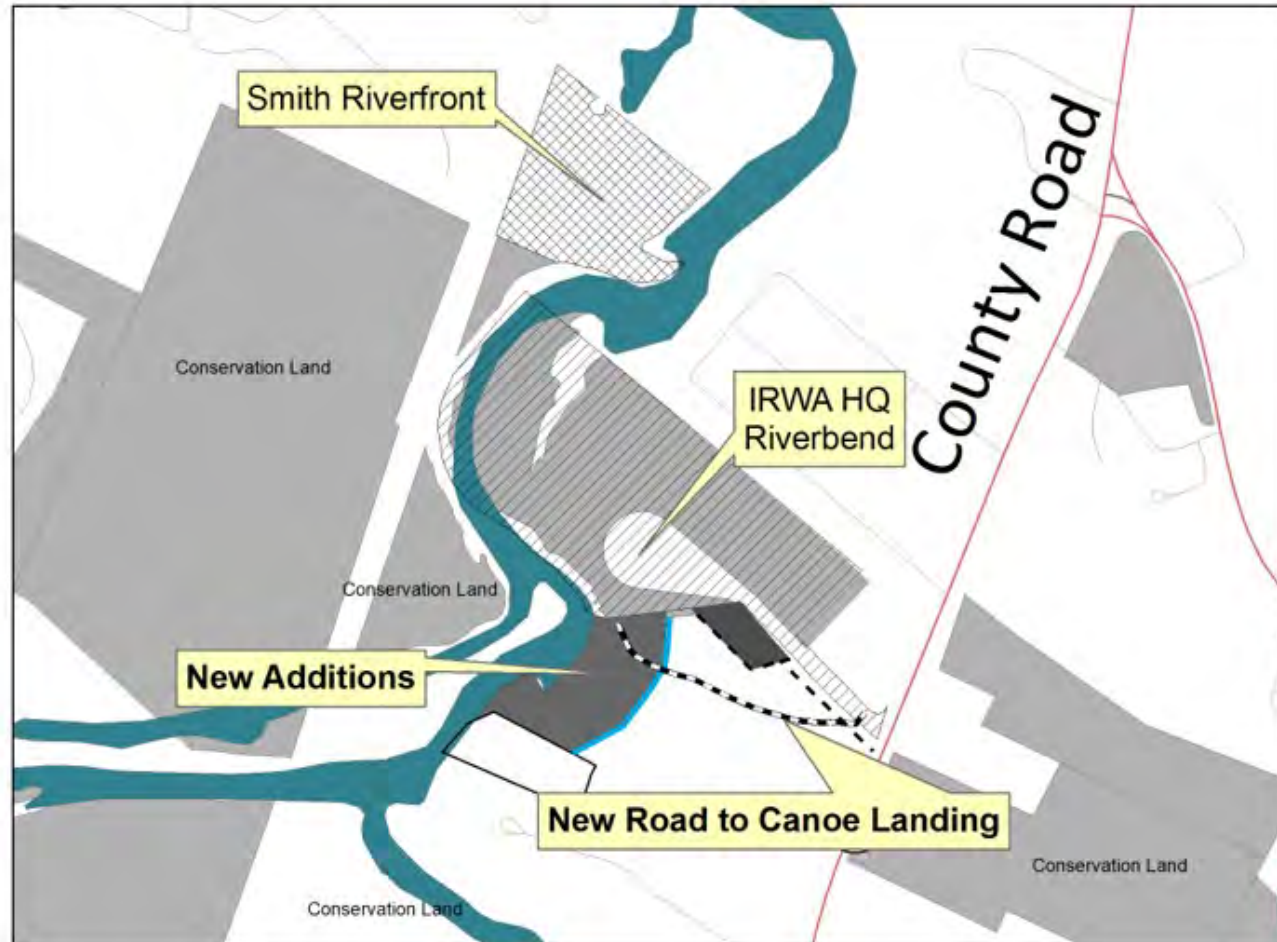 Smith Riverfront
County Road
Conservation Land
IRWA HQ
Riverbend
Conservation Land
New Additions
New Road to Canoe Landing
Conservation Land
Conservation Land